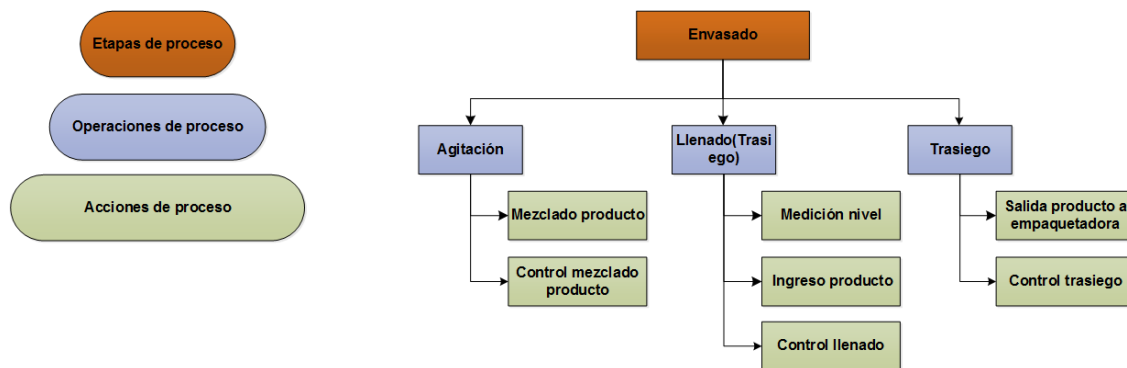 Etapas de proceso
Operaciones de proceso
Acciones de proceso
Envasado
Agitación
Mezclado producto
Control mezclado
producto
Llenado(Trasi
ego)
Medición nivel
Ingreso producto
Control llenado
Trasiego
Salida producto a
empaquetadora
Control trasiego